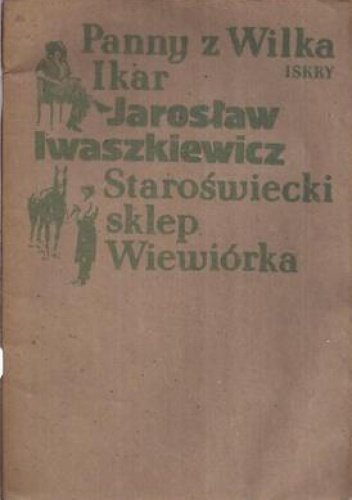 Panny z Wilka
Ikar ISKRY
Jarosław
Iwaszkiewicz
Staroświecki
sklep
Wiewiórka